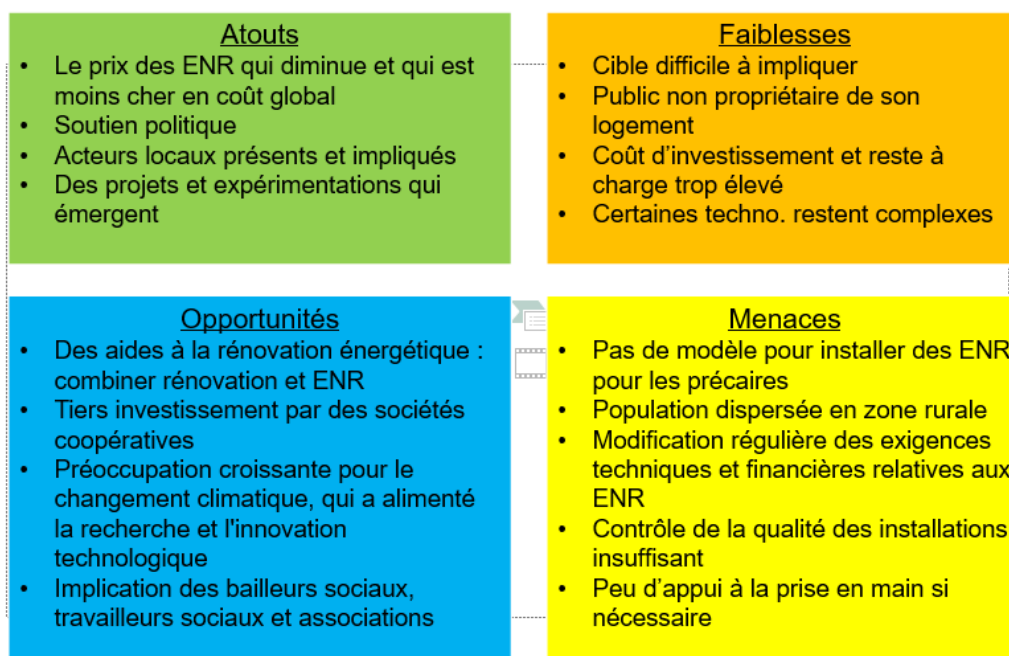 Atouts
• Le prix des ENR qui diminue et qui est
moins cher en coût global
• Soutien politique
• Acteurs locaux présents et impliqués
• Des projets et expérimentations qui
émergent
Faiblesses
• Cible difficile à impliquer
• Public non propriétaire de son
logement
• Coût d’investissement et reste à
charge trop élevé
• Certaines techno. restent complexes
Opportunités
• Des aides à la rénovation énergétique :
combiner rénovation et ENR
• Tiers investissement par des sociétés
coopératives
• Préoccupation croissante pour le
changement climatique, qui a alimenté
la recherche et l'innovation
technologique
• Implication des bailleurs sociaux,
travailleurs sociaux et associations
Menaces
• Pas de modèle pour installer des ENR
pour les précaires
• Population dispersée en zone rurale
• Modification régulière des exigences
techniques et financières relatives aux
ENR
• Contrôle de la qualité des installations
insuffisant
• Peu d’appui à la prise en main si
nécessaire